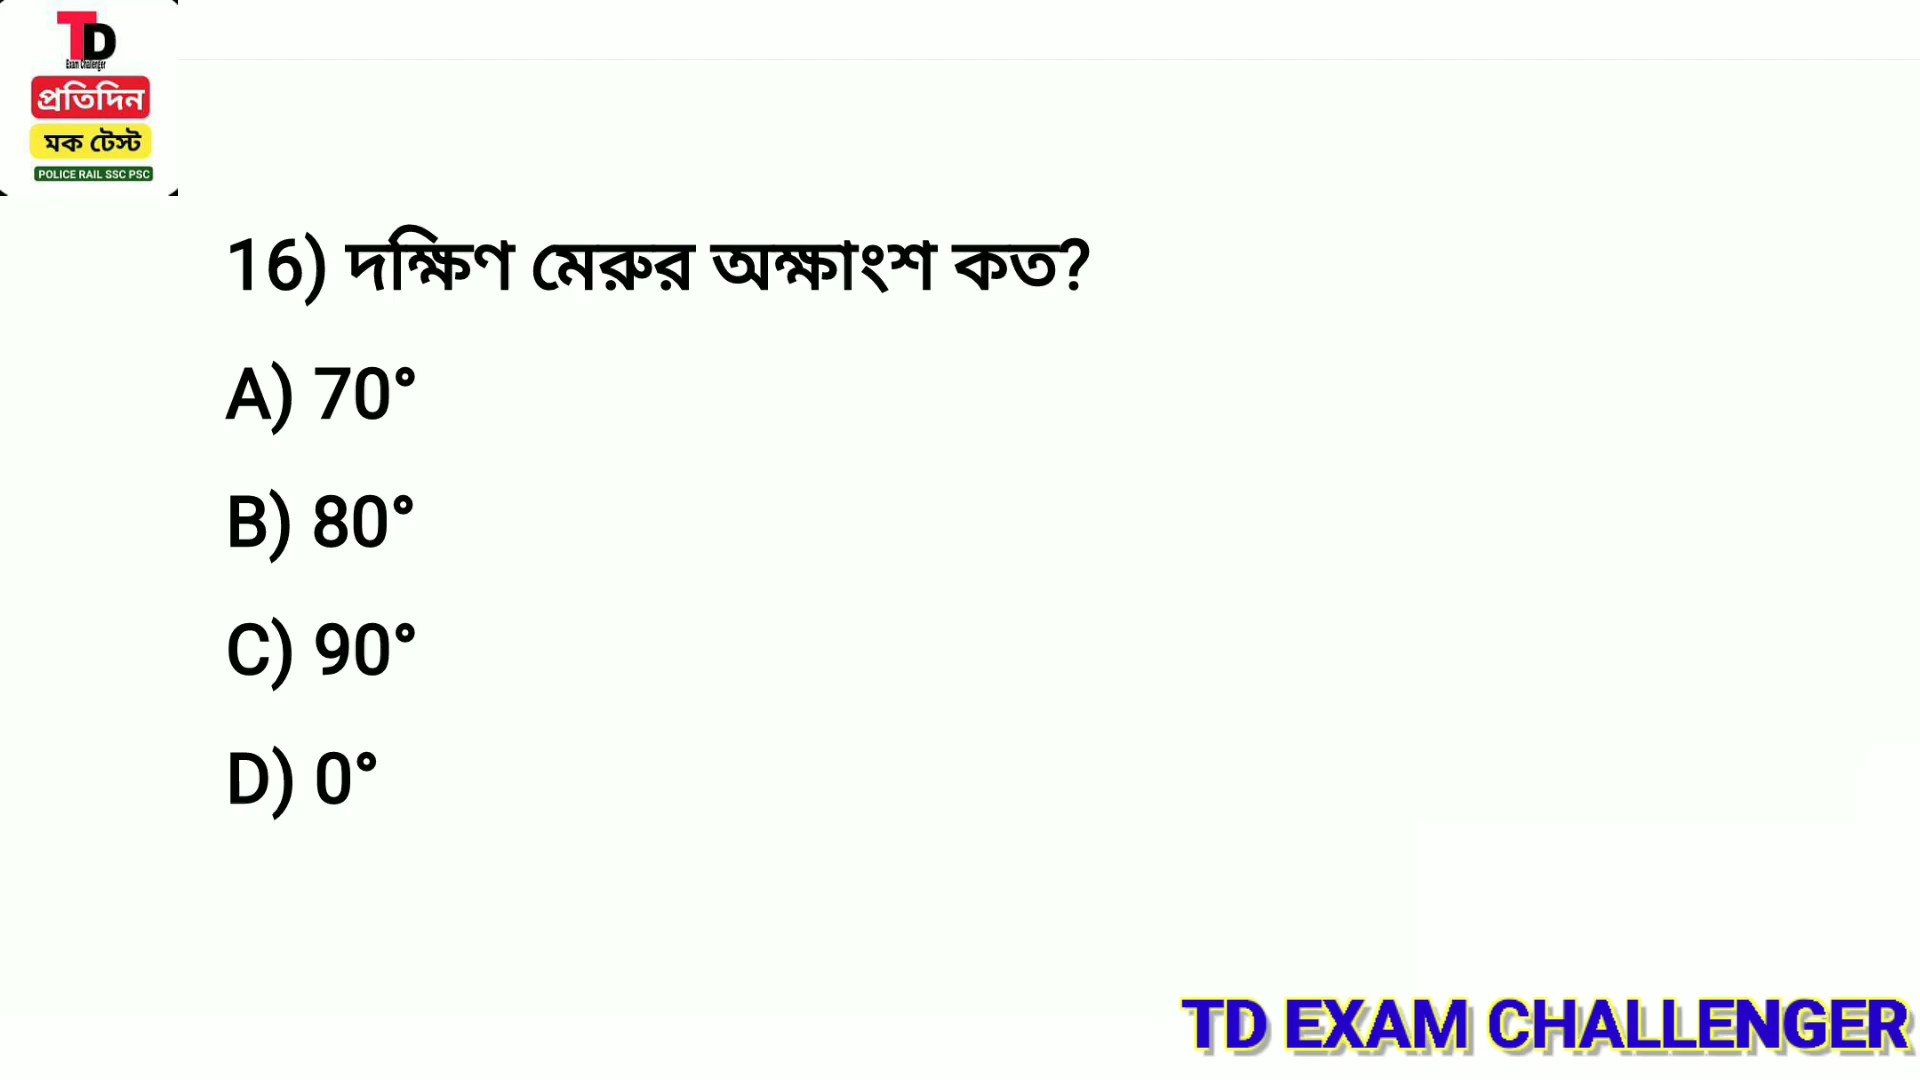 TD
Exam Challenger
প্রতিদিন
মক টেস্ট
POLICE RAIL SSC PSC
16) দক্ষিণ মেরুর অক্ষাংশ কত?
A) 70°
B) 80°
C) 90°
D) 0°
TD EXAM CHALLENGER